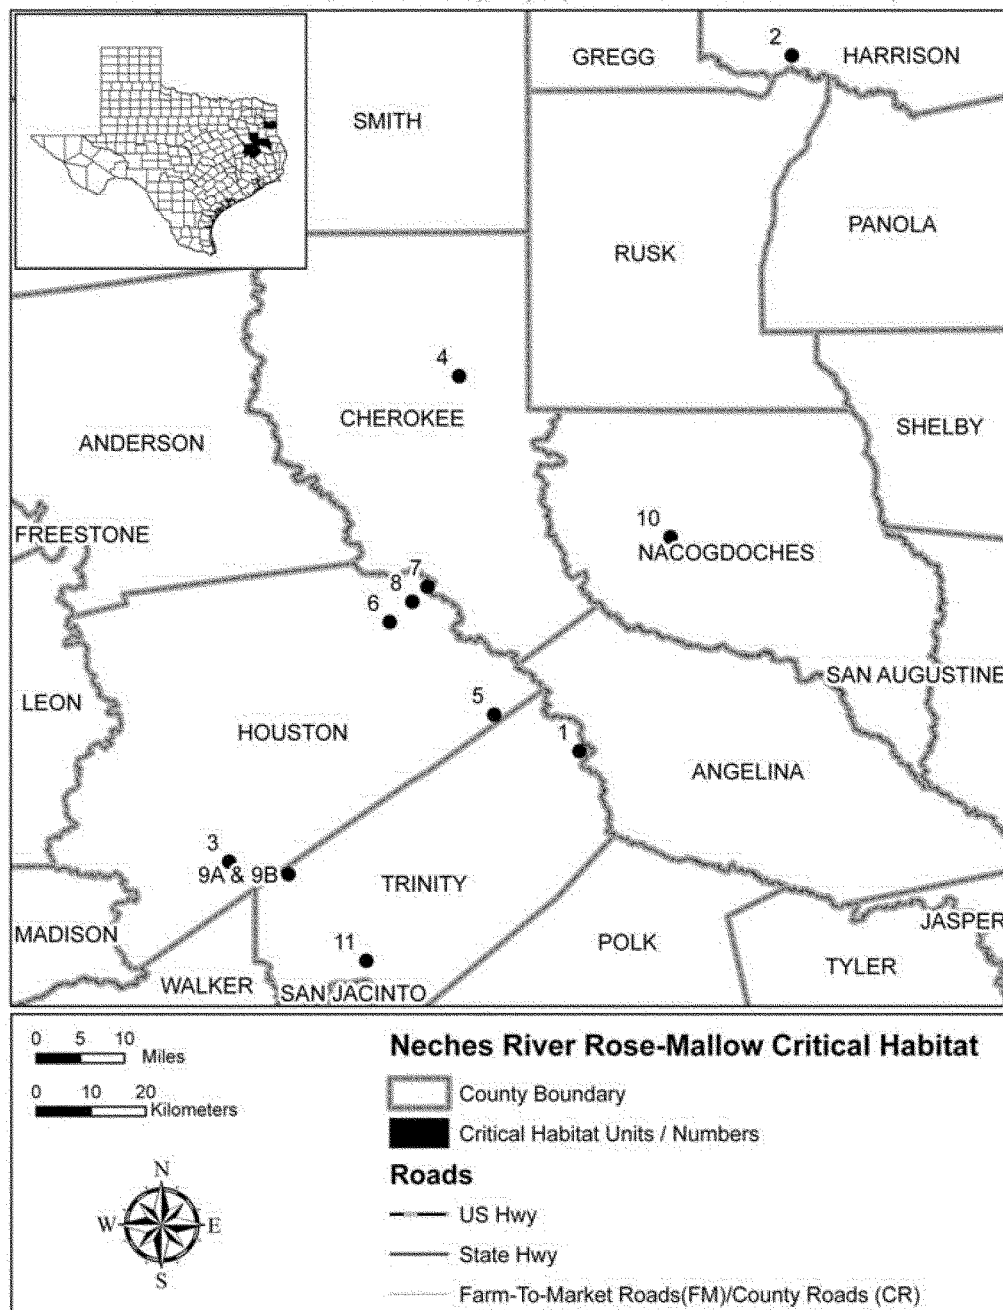 2
GREGG
HARRISON
SMITH
RUSK
PANOLA
4
CHEROKEE
ANDERSON
SHELBY
FREESTONE
10
NACOGDOCHES
7
8
6
SAN AUGUSTINE
LEON
5
HOUSTON
1
ANGELINA
3
9A & 9B
TRINITY
MADISON
JASPER
11
POLK
TYLER
WALKER
SAN JACINTO
0 5 10
Miles
0 10 20
Kilometers
N
W E
S
Neches River Rose-Mallow Critical Habitat
County Boundary
Critical Habitat Units / Numbers
Roads
US Hwy
State Hwy
Farm-To-Market Roads(FM)/County Roads (CR)